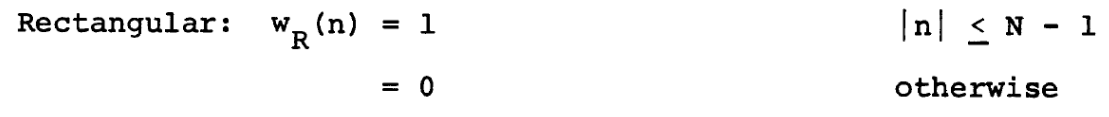 Rectangular: w_R(n) = 1 |n| ≤ N - 1
= 0 otherwise